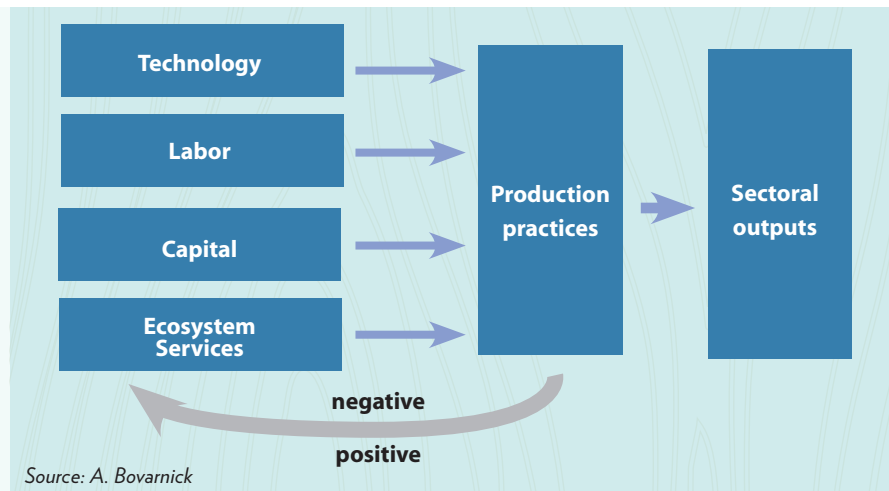 Technology
Labor
Capital
Ecosystem
Services
Production
practices
Sectoral
outputs
negative
positive
Source: A. Bovarnick